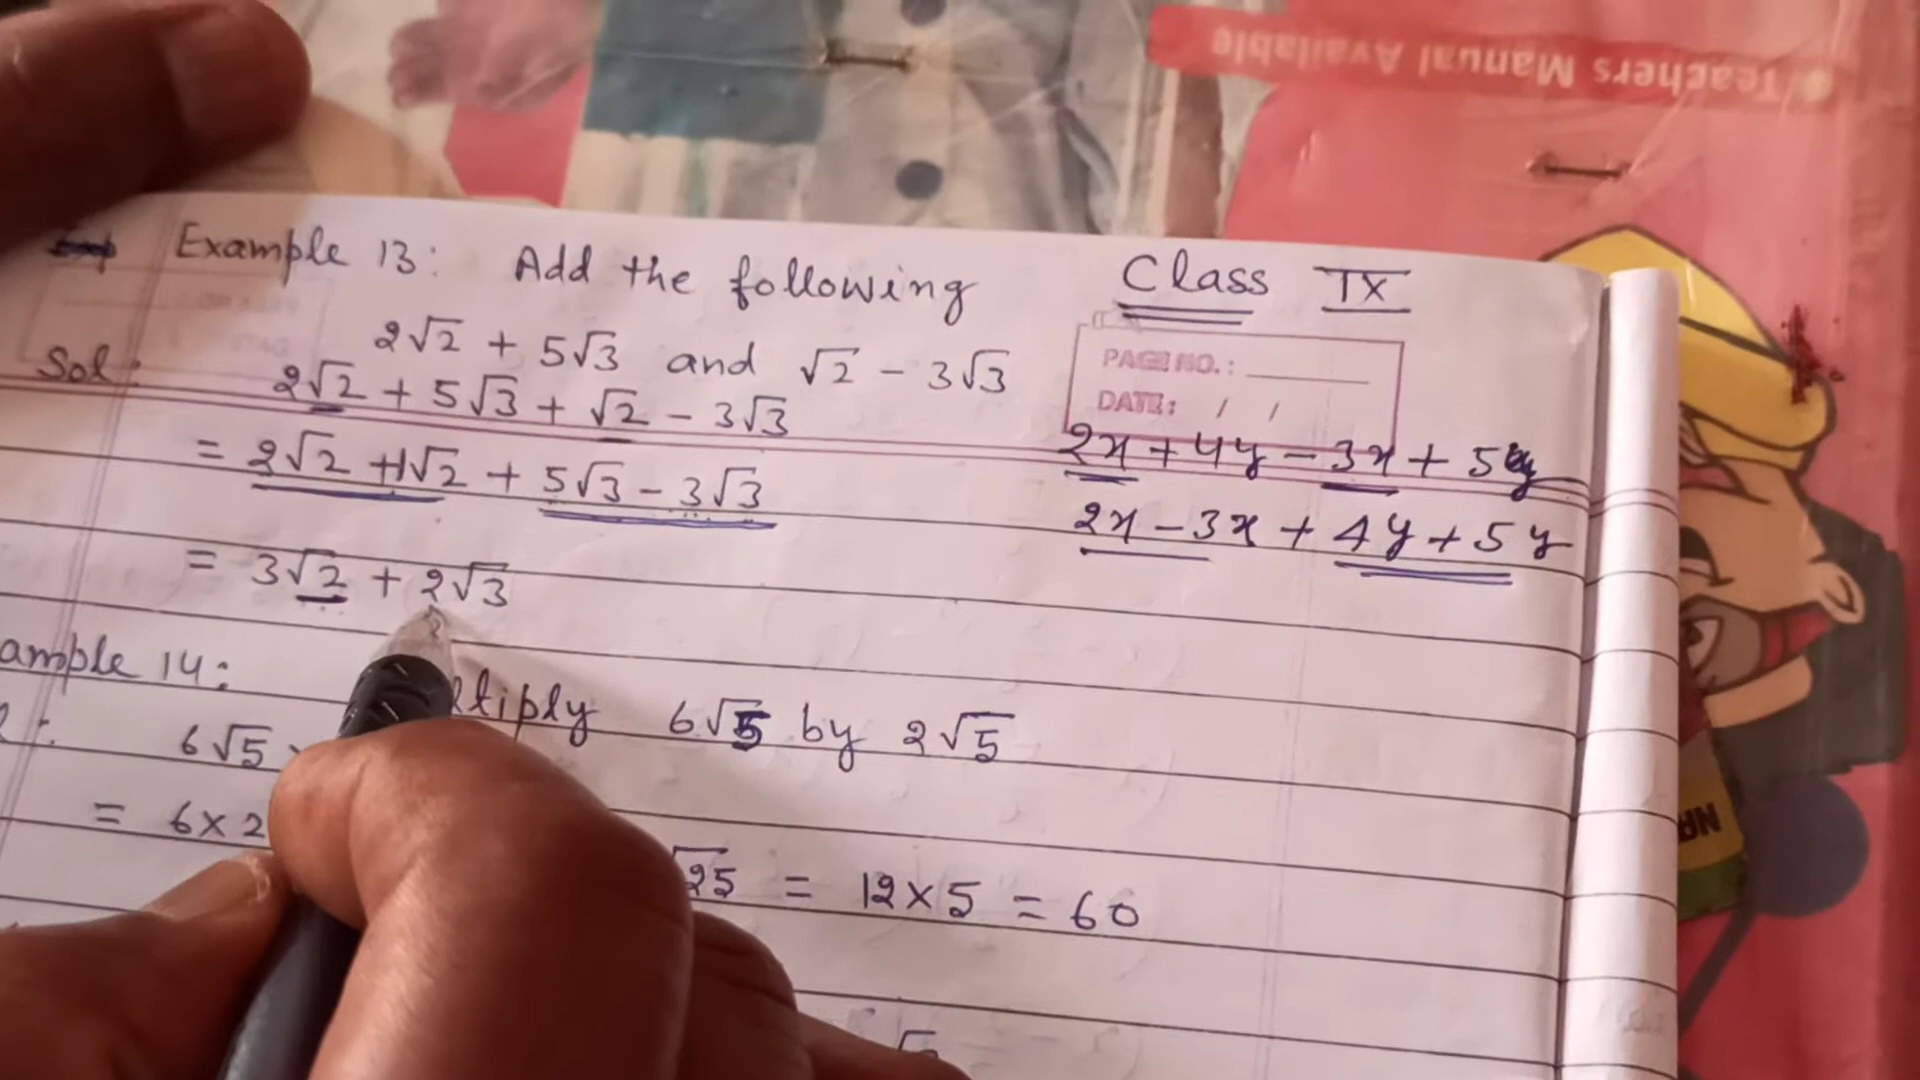 Teachers Manual Available
Example 13: Add the following
Class IX
2√2 + 5√3 and √2 - 3√3
PAGE NO.:
DATE: / /
Sol: 2√2 + 5√3 + √2 - 3√3
= 2√2 + 1√2 + 5√3 - 3√3
2x + 4y - 3x + 5y
2x - 3x + 4y + 5y
= 3√2 + 2√3
ample 14: ltiply 6√5 by 2√5
6√5
= 6×2 √25 = 12×5 = 60